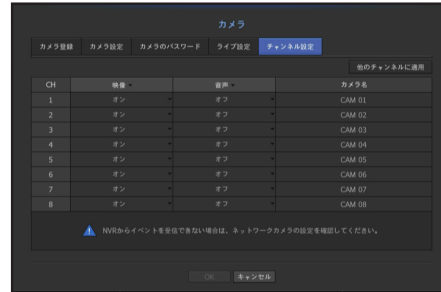 カメラ
カメラ登録 カメラ設定 カメラのパスワード ライブ設定 チャンネル設定
他のチャンネルに適用
CH 映像 音声 カメラ名
1 オン オフ CAM 01
2 オン オフ CAM 02
3 オン オフ CAM 03
4 オン オフ CAM 04
5 オン オフ CAM 05
6 オン オフ CAM 06
7 オン オフ CAM 07
8 オン オフ CAM 08
NVRからイベントを受信できない場合は、ネットワークカメラの設定を確認してください。
OK キャンセル